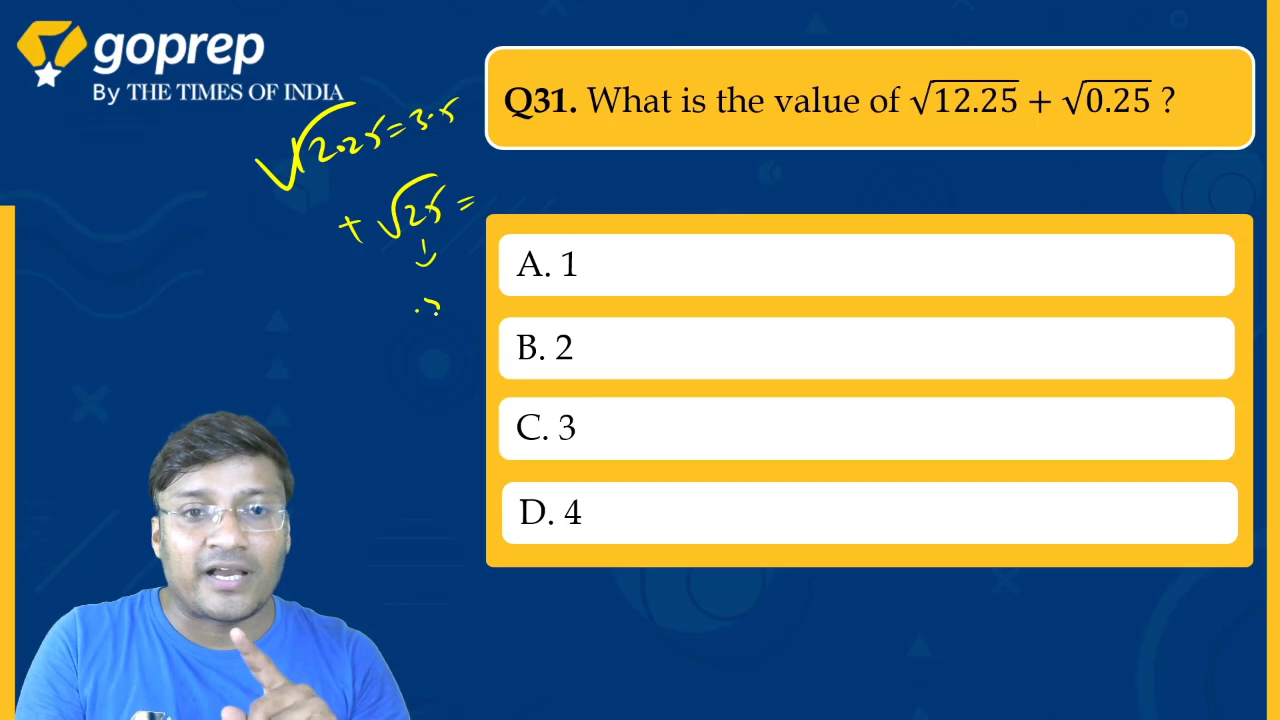 goprep
By THE TIMES OF INDIA
Q31. What is the value of √12.25 + √0.25 ?
√12.25 = 3.5
+ √25 =
A. 1
B. 2
C. 3
D. 4